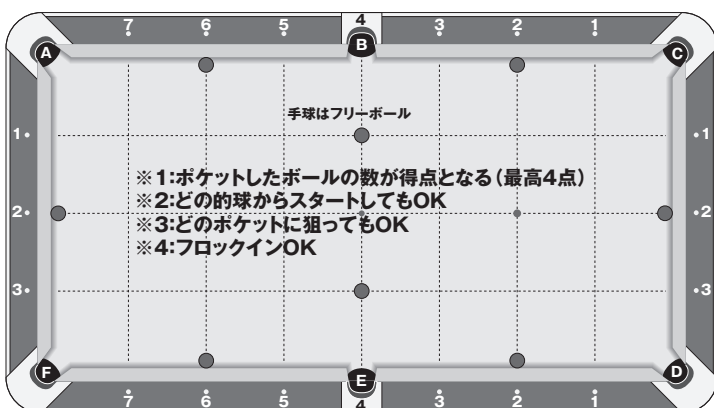 7 6 5 4 3 2 1
A B C
手球はフリーボール
1 1
※1:ポケットしたボールの数が得点となる（最高4点）
※2:どの的球からスタートしてもOK
2 2
※3:どのポケットに狙ってもOK
※4:フロックインOK
3 3
F E D
7 6 5 4 3 2 1